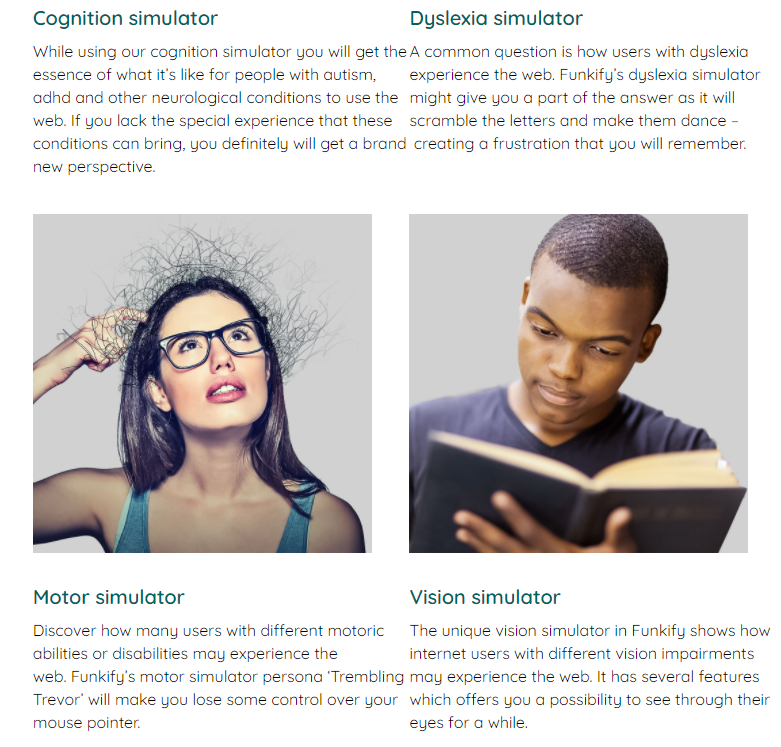 Cognition simulator
While using our cognition simulator you will get the
essence of what it's like for people with autism,
adhd and other neurological conditions to use the
web. If you lack the special experience that these
conditions can bring, you definitely will get a brand
new perspective.
Dyslexia simulator
A common question is how users with dyslexia
experience the web. Funkify's dyslexia simulator
might give you a part of the answer as it will
scramble the letters and make them dance –
creating a frustration that you will remember.
Motor simulator
Discover how many users with different motoric
abilities or disabilities may experience the
web. Funkify's motor simulator persona 'Trembling
Trevor' will make you lose some control over your
mouse pointer.
Vision simulator
The unique vision simulator in Funkify shows how
internet users with different vision impairments
may experience the web. It has several features
which offers you a possibility to see through their
eyes for a while.